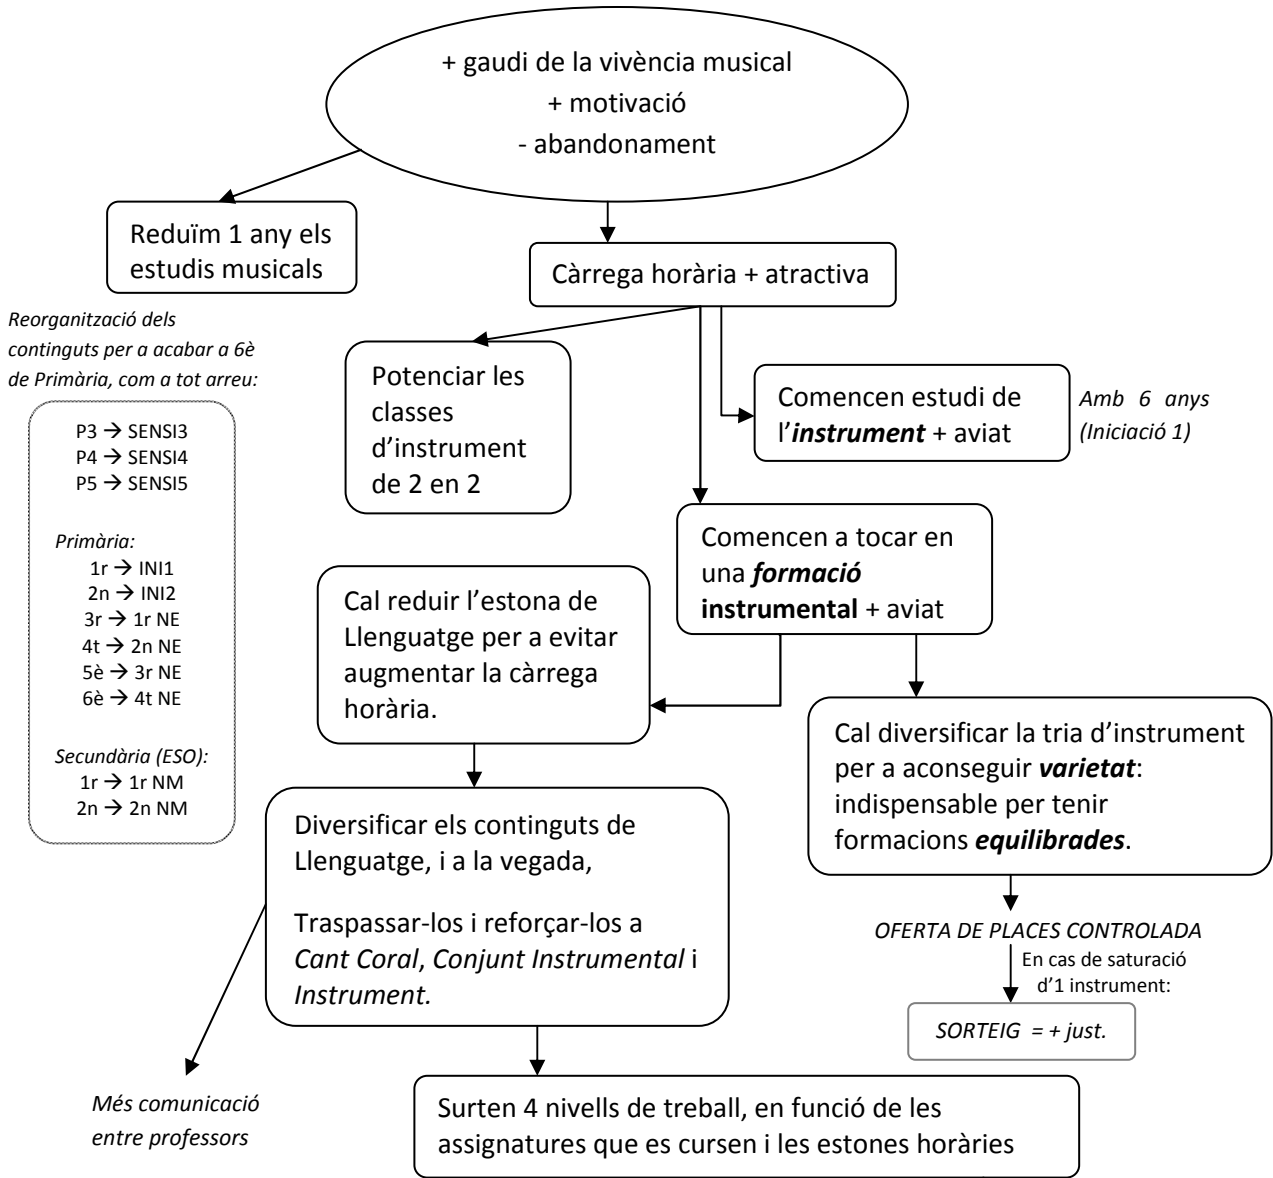 + gaudi de la vivència musical
+ motivació
- abandonament
Reduïm 1 any els
estudis musicals
Càrrega horària + atractiva
Reorganització dels
continguts per a acabar a 6è
de Primària, com a tot arreu:
P3 → SENSI3
P4 → SENSI4
P5 → SENSI5
Primària:
1r → INI1
2n → INI2
3r → 1r NE
4t → 2n NE
5è → 3r NE
6è → 4t NE
Secundària (ESO):
1r → 1r NM
2n → 2n NM
Potenciar les
classes
d’instrument
de 2 en 2
Comencen estudi de
l’instrument + aviat
Amb 6 anys
(Iniciació 1)
Comencen a tocar en
una formació
instrumental + aviat
Cal reduir l’estona de
Llenguatge per a evitar
augmentar la càrrega
horària.
Cal diversificar la tria d’instrument
per a aconseguir varietat:
indispensable per tenir
formacions equilibrades.
Diversificar els continguts de
Llenguatge, i a la vegada,
Traspassar-los i reforçar-los a
Cant Coral, Conjunt Instrumental i
Instrument.
OFERTA DE PLACES CONTROLADA
En cas de saturació
d’1 instrument:
SORTEIG = + just.
Més comunicació
entre professors
Surten 4 nivells de treball, en funció de les
assignatures que es cursen i les estones horàries